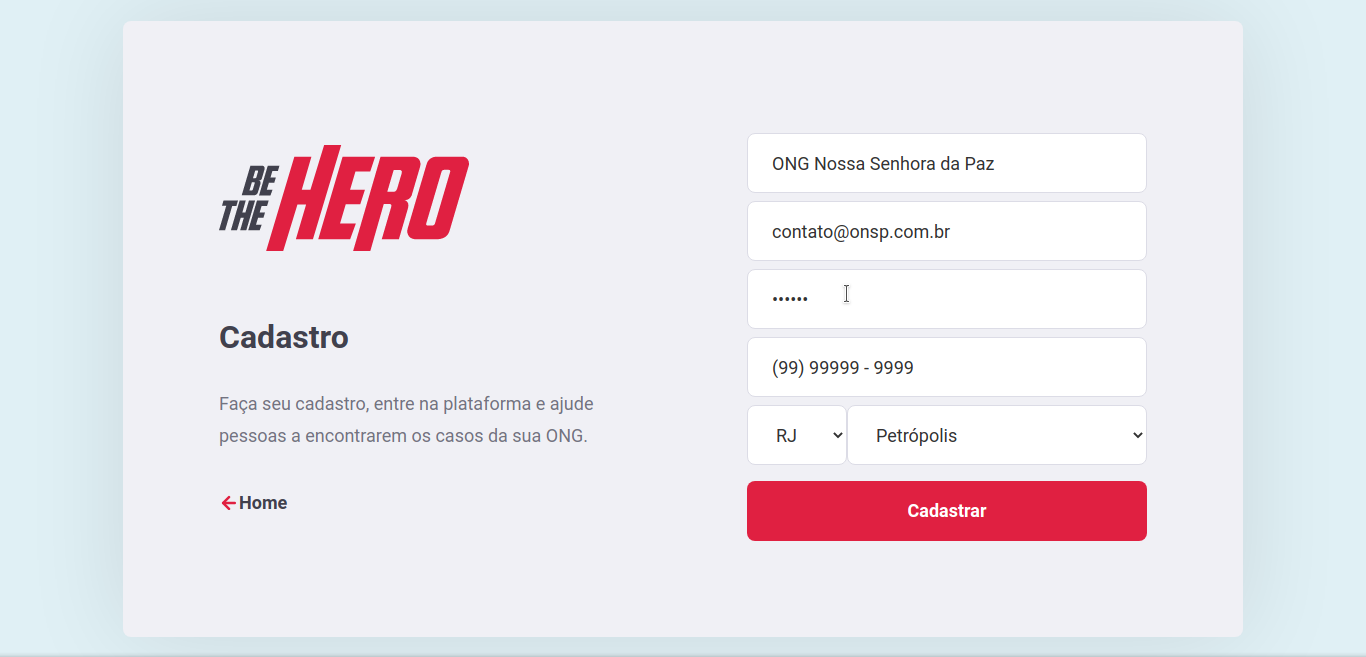 BE
THE
HERO
Cadastro
Faça seu cadastro, entre na plataforma e ajude
pessoas a encontrarem os casos da sua ONG.
Home
ONG Nossa Senhora da Paz
contato@onsp.com.br
••••••
(99) 99999 - 9999
RJ
Petrópolis
Cadastrar